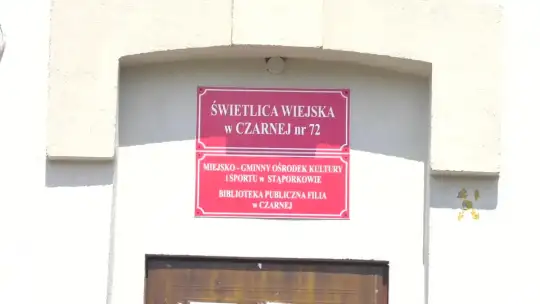 ŚWIETLICA WIEJSKA
w CZARNEJ nr 72
MIEJSKO - GMINNY OŚRODEK KULTURY
i SPORTU w STĄPORKOWIE
BIBLIOTEKA PUBLICZNA FILIA
w CZARNEJ